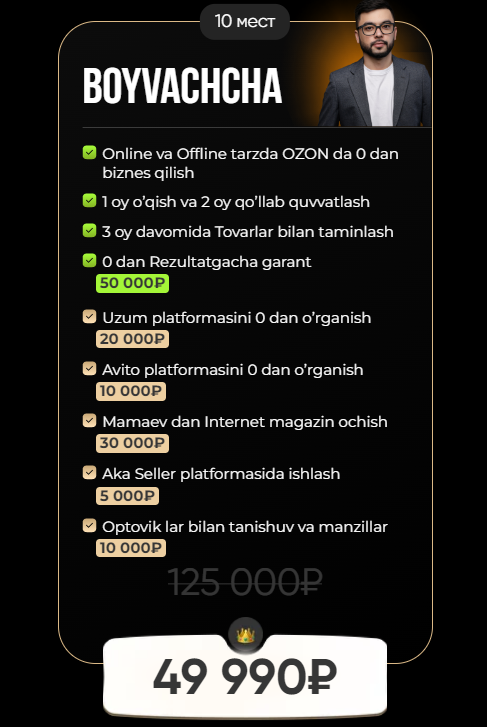 10 мест
BOYVACHCHA
Online va Offline tarzda OZON da 0 dan
biznes qilish
1 oy o’qish va 2 oy qo’llab quvvatlash
3 oy davomida Tovarlar bilan taminlash
0 dan Rezultatgacha garant
50 000₽
Uzum platformasini 0 dan o’rganish
20 000₽
Avito platformasini 0 dan o’rganish
10 000₽
Mamaev dan Internet magazin ochish
30 000₽
Aka Seller platformasida ishlash
5 000₽
Optovik lar bilan tanishuv va manzillar
10 000₽
125 000₽
49 990₽